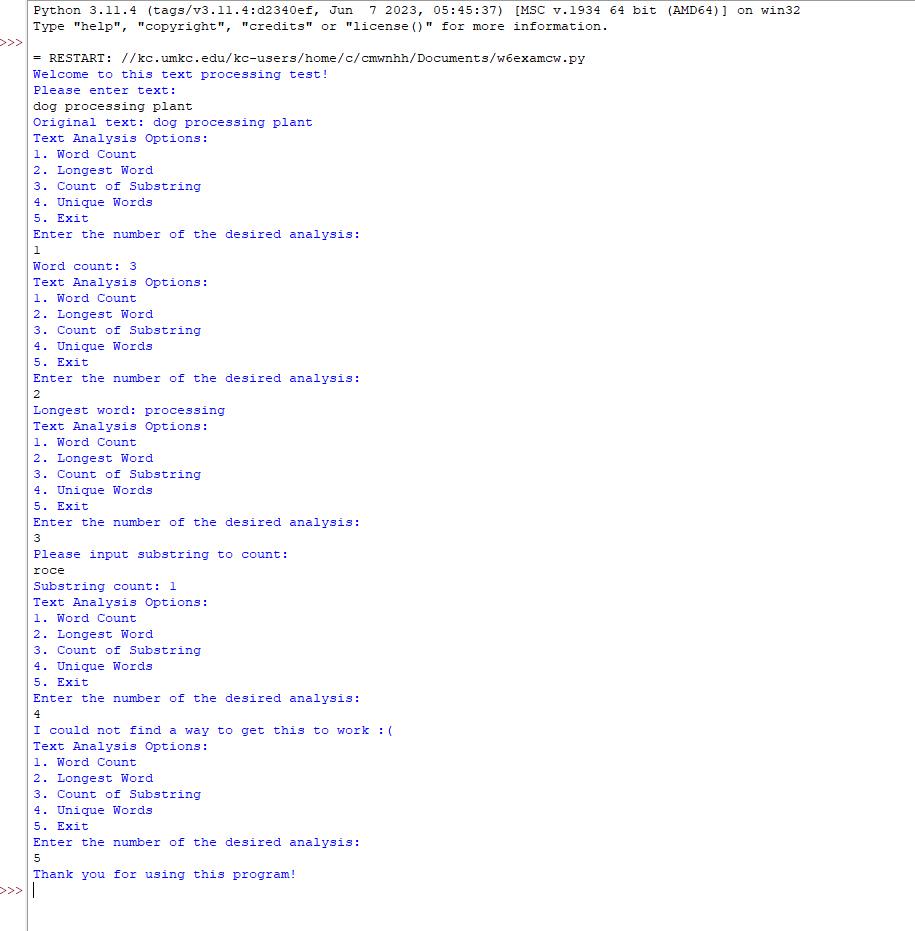 Python 3.11.4 (tags/v3.11.4:d2340ef, Jun  7 2023, 05:45:37) [MSC v.1934 64 bit (AMD64)] on win32
Type "help", "copyright", "credits" or "license()" for more information.
>>>
= RESTART: //kc.umkc.edu/kc-users/home/c/cmwnhh/Documents/w6examcw.py
Welcome to this text processing test!
Please enter text:
dog processing plant
Original text: dog processing plant
Text Analysis Options:
1. Word Count
2. Longest Word
3. Count of Substring
4. Unique Words
5. Exit
Enter the number of the desired analysis:
1
Word count: 3
Text Analysis Options:
1. Word Count
2. Longest Word
3. Count of Substring
4. Unique Words
5. Exit
Enter the number of the desired analysis:
2
Longest word: processing
Text Analysis Options:
1. Word Count
2. Longest Word
3. Count of Substring
4. Unique Words
5. Exit
Enter the number of the desired analysis:
3
Please input substring to count:
roce
Substring count: 1
Text Analysis Options:
1. Word Count
2. Longest Word
3. Count of Substring
4. Unique Words
5. Exit
Enter the number of the desired analysis:
4
I could not find a way to get this to work :(
Text Analysis Options:
1. Word Count
2. Longest Word
3. Count of Substring
4. Unique Words
5. Exit
Enter the number of the desired analysis:
5
Thank you for using this program!
>>>